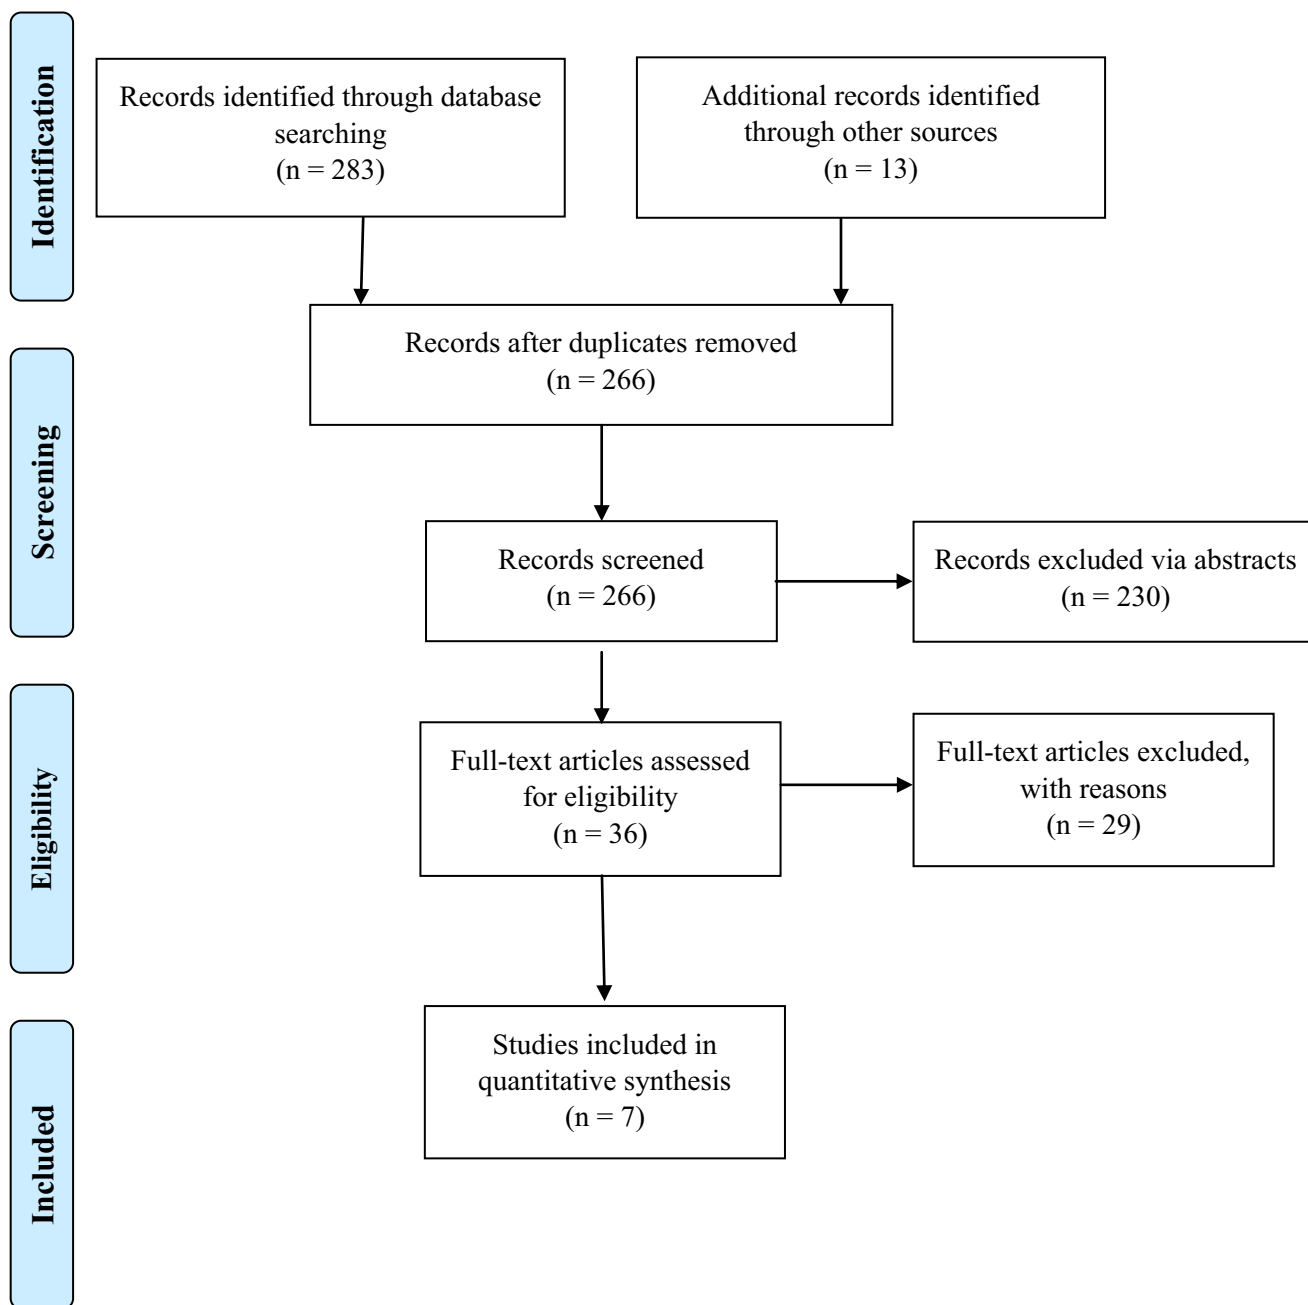 Identification
Records identified through database
searching
(n = 283)
Additional records identified
through other sources
(n = 13)
Records after duplicates removed
(n = 266)
Screening
Records screened
(n = 266)
Records excluded via abstracts
(n = 230)
Eligibility
Full-text articles assessed
for eligibility
(n = 36)
Full-text articles excluded,
with reasons
(n = 29)
Included
Studies included in
quantitative synthesis
(n = 7)